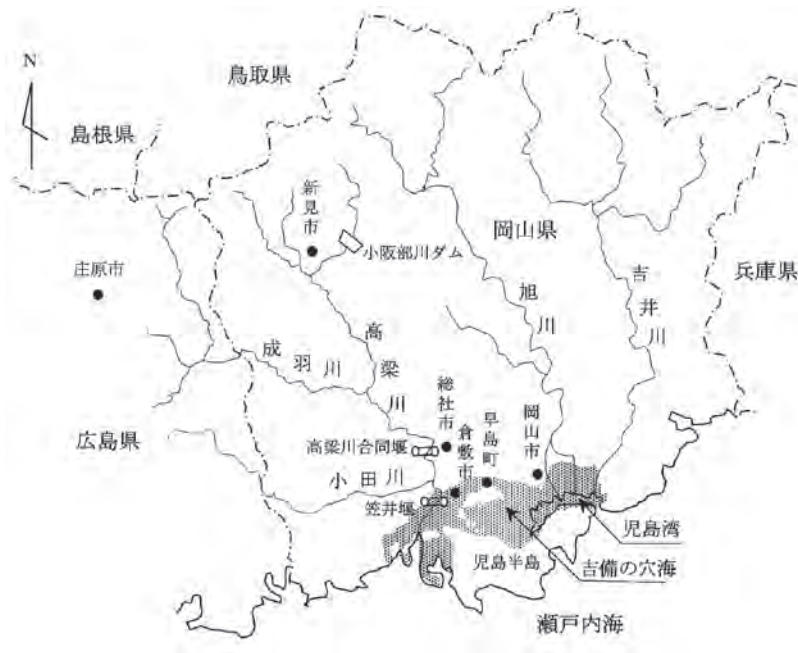 N
鳥取県
島根県
新見市
岡山県
小阪部川ダム
兵庫県
庄原市
吉井川
旭川
高梁川
成羽川
総社市
早島町
岡山市
倉敷市
広島県
高梁川合同堰
小田川
笠井堰
児島湾
児島半島
吉備の穴海
瀬戸内海